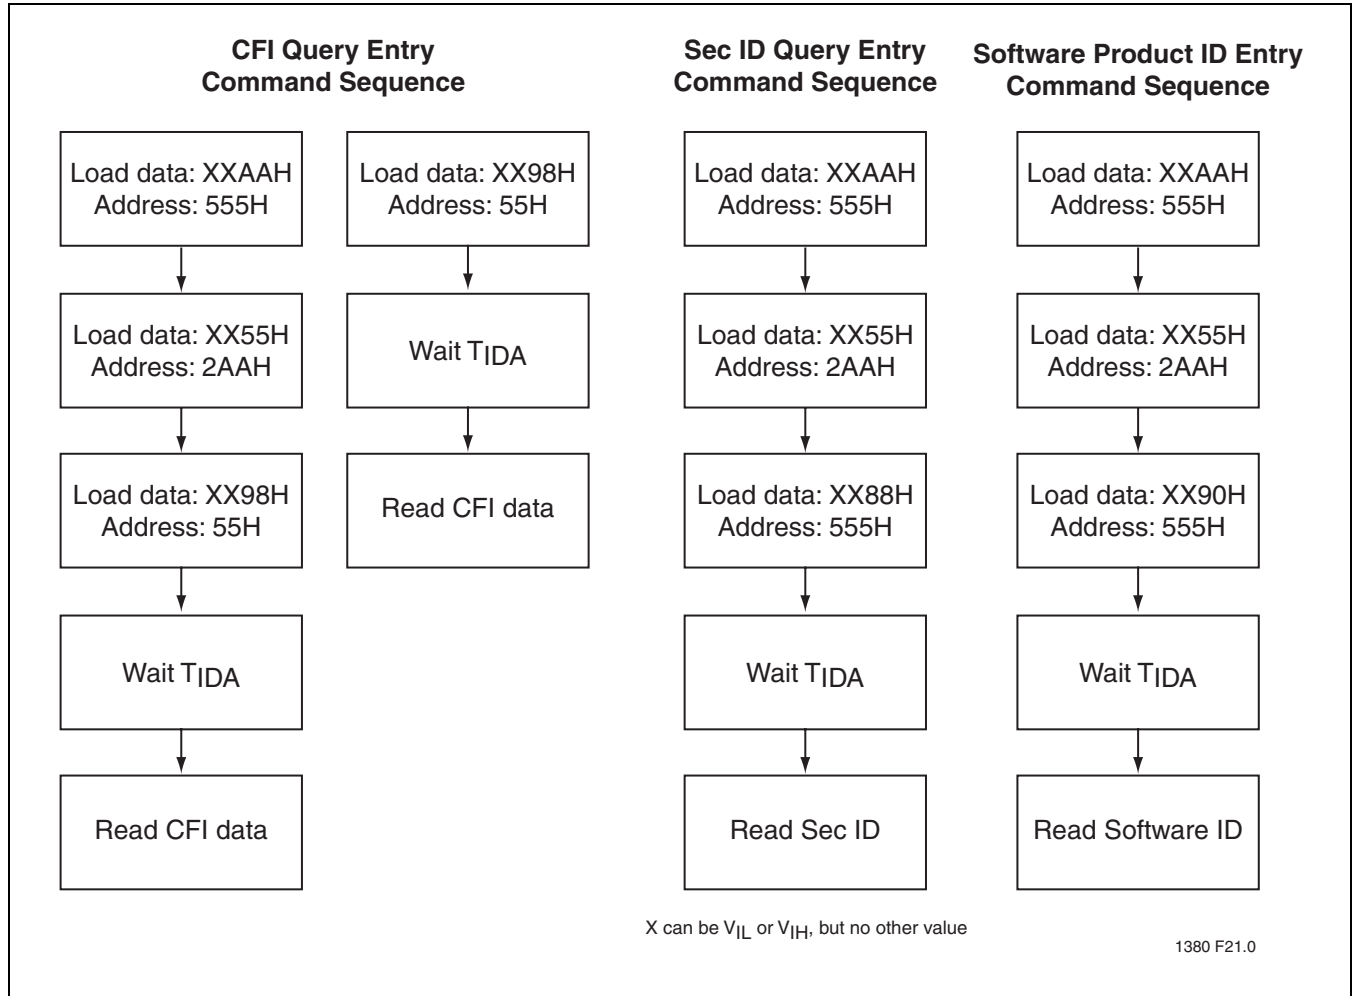 CFI Query Entry
Command Sequence
Load data: XXAAH
Address: 555H
Load data: XX55H
Address: 2AAH
Load data: XX98H
Address: 55H
Wait TIDA
Read CFI data
Load data: XX98H
Address: 55H
Wait TIDA
Read CFI data
Sec ID Query Entry
Command Sequence
Load data: XXAAH
Address: 555H
Load data: XX55H
Address: 2AAH
Load data: XX88H
Address: 555H
Wait TIDA
Read Sec ID
Software Product ID Entry
Command Sequence
Load data: XXAAH
Address: 555H
Load data: XX55H
Address: 2AAH
Load data: XX90H
Address: 555H
Wait TIDA
Read Software ID
X can be VIL or VIH, but no other value
1380 F21.0